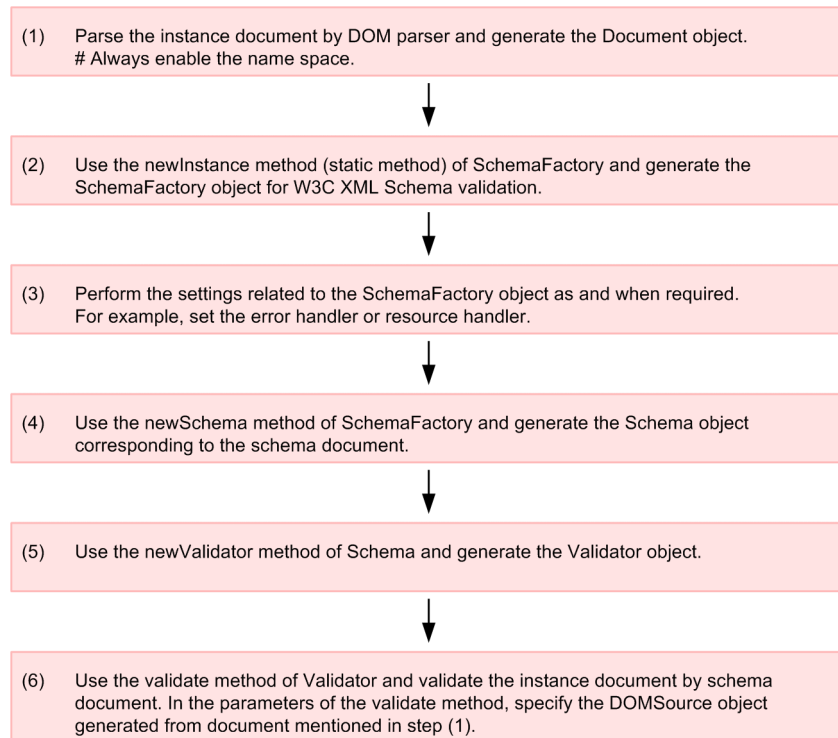 (1) Parse the instance document by DOM parser and generate the Document object.
# Always enable the name space.
(2) Use the newInstance method (static method) of SchemaFactory and generate the
SchemaFactory object for W3C XML Schema validation.
(3) Perform the settings related to the SchemaFactory object as and when required.
For example, set the error handler or resource handler.
(4) Use the newSchema method of SchemaFactory and generate the Schema object
corresponding to the schema document.
(5) Use the newValidator method of Schema and generate the Validator object.
(6) Use the validate method of Validator and validate the instance document by schema
document. In the parameters of the validate method, specify the DOMSource object
generated from document mentioned in step (1).